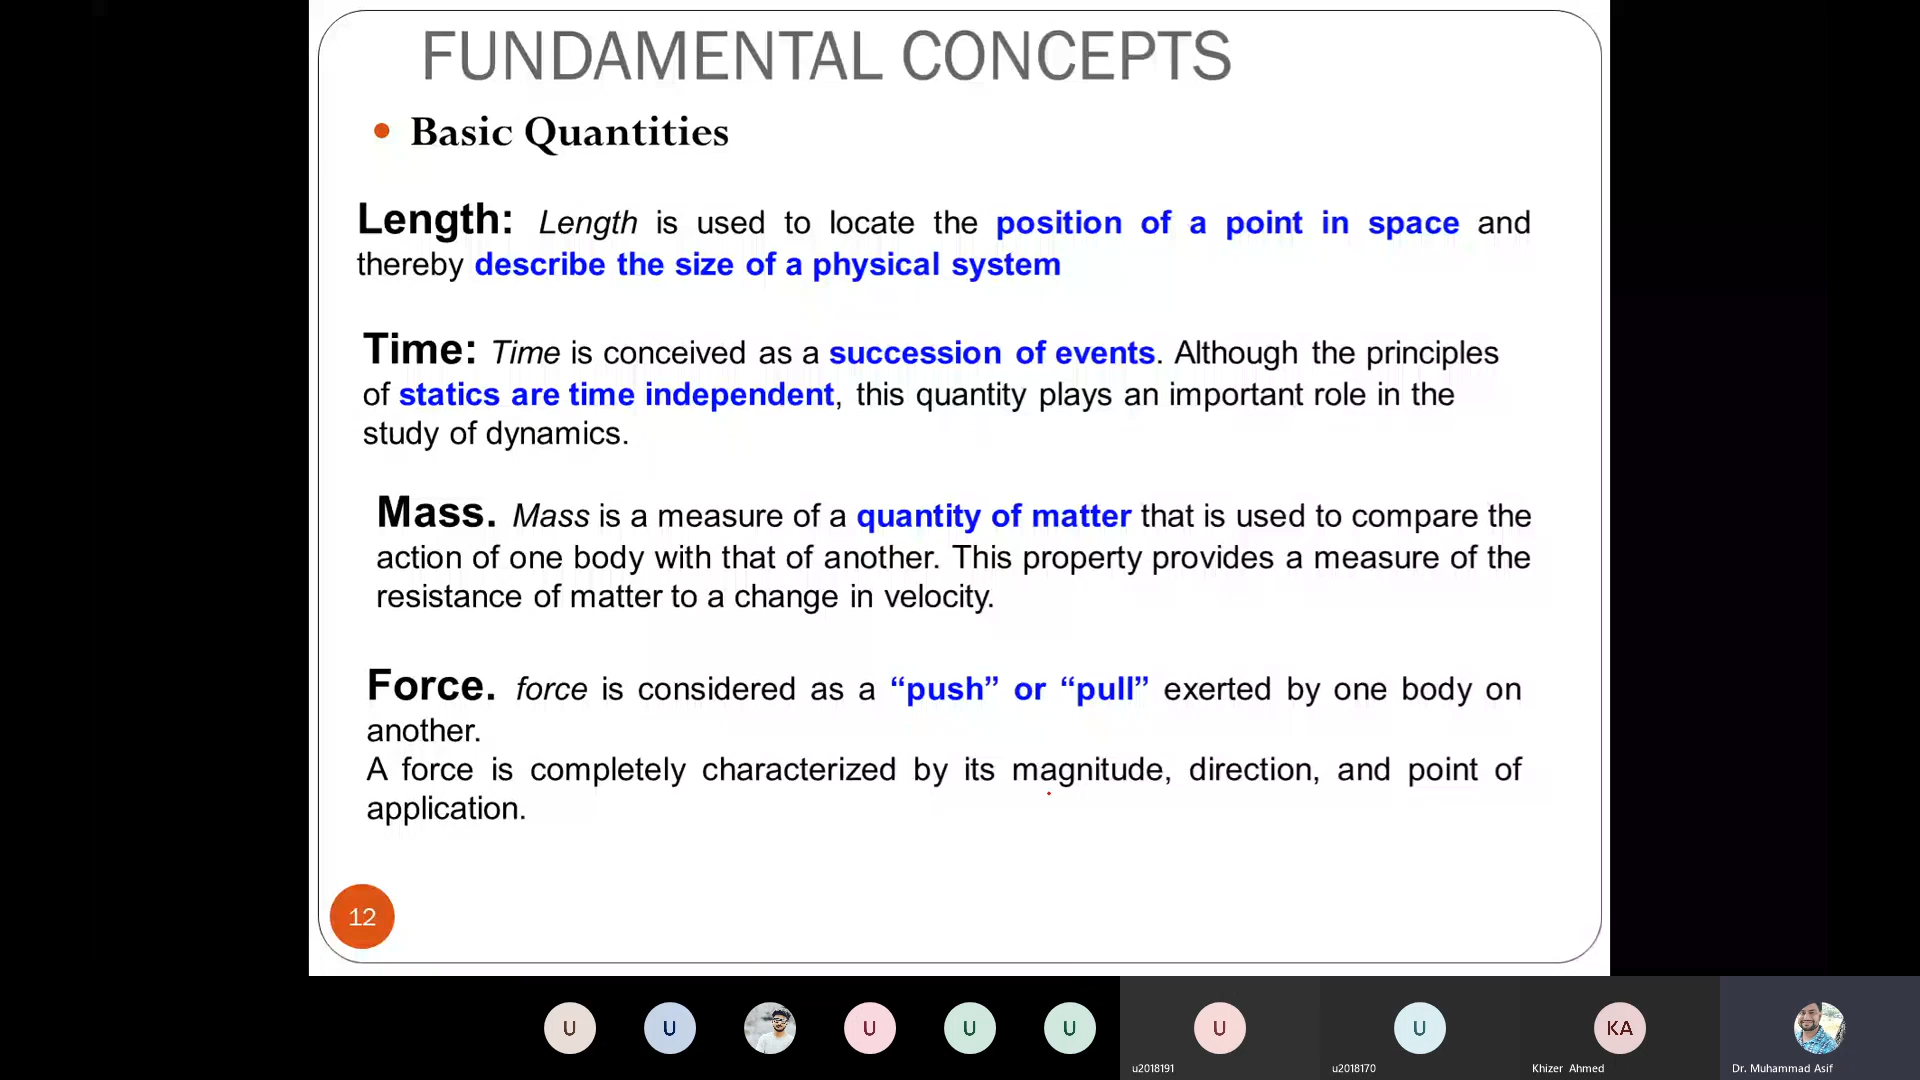 FUNDAMENTAL CONCEPTS
• Basic Quantities
Length: Length is used to locate the position of a point in space and
thereby describe the size of a physical system
Time: Time is conceived as a succession of events. Although the principles
of statics are time independent, this quantity plays an important role in the
study of dynamics.
Mass. Mass is a measure of a quantity of matter that is used to compare the
action of one body with that of another. This property provides a measure of the
resistance of matter to a change in velocity.
Force. force is considered as a “push” or “pull” exerted by one body on
another.
A force is completely characterized by its magnitude, direction, and point of
application.
12
U U U U U U U KA
u2018191 u2018170 Khizer Ahmed Dr. Muhammad Asif